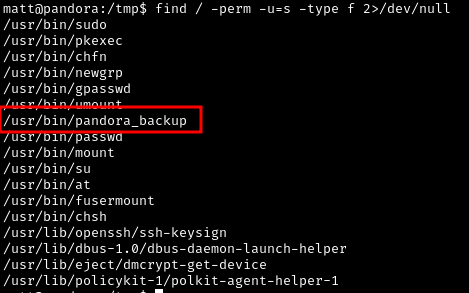 matt@pandora:/tmp$ find / -perm -u=s -type f 2>/dev/null
/usr/bin/sudo
/usr/bin/pkexec
/usr/bin/chfn
/usr/bin/newgrp
/usr/bin/gpasswd
/usr/bin/umount
/usr/bin/pandora_backup
/usr/bin/passwd
/usr/bin/mount
/usr/bin/su
/usr/bin/at
/usr/bin/fusermount
/usr/bin/chsh
/usr/lib/openssh/ssh-keysign
/usr/lib/dbus-1.0/dbus-daemon-launch-helper
/usr/lib/eject/dmcrypt-get-device
/usr/lib/policykit-1/polkit-agent-helper-1
matt@pandora:/tmp$